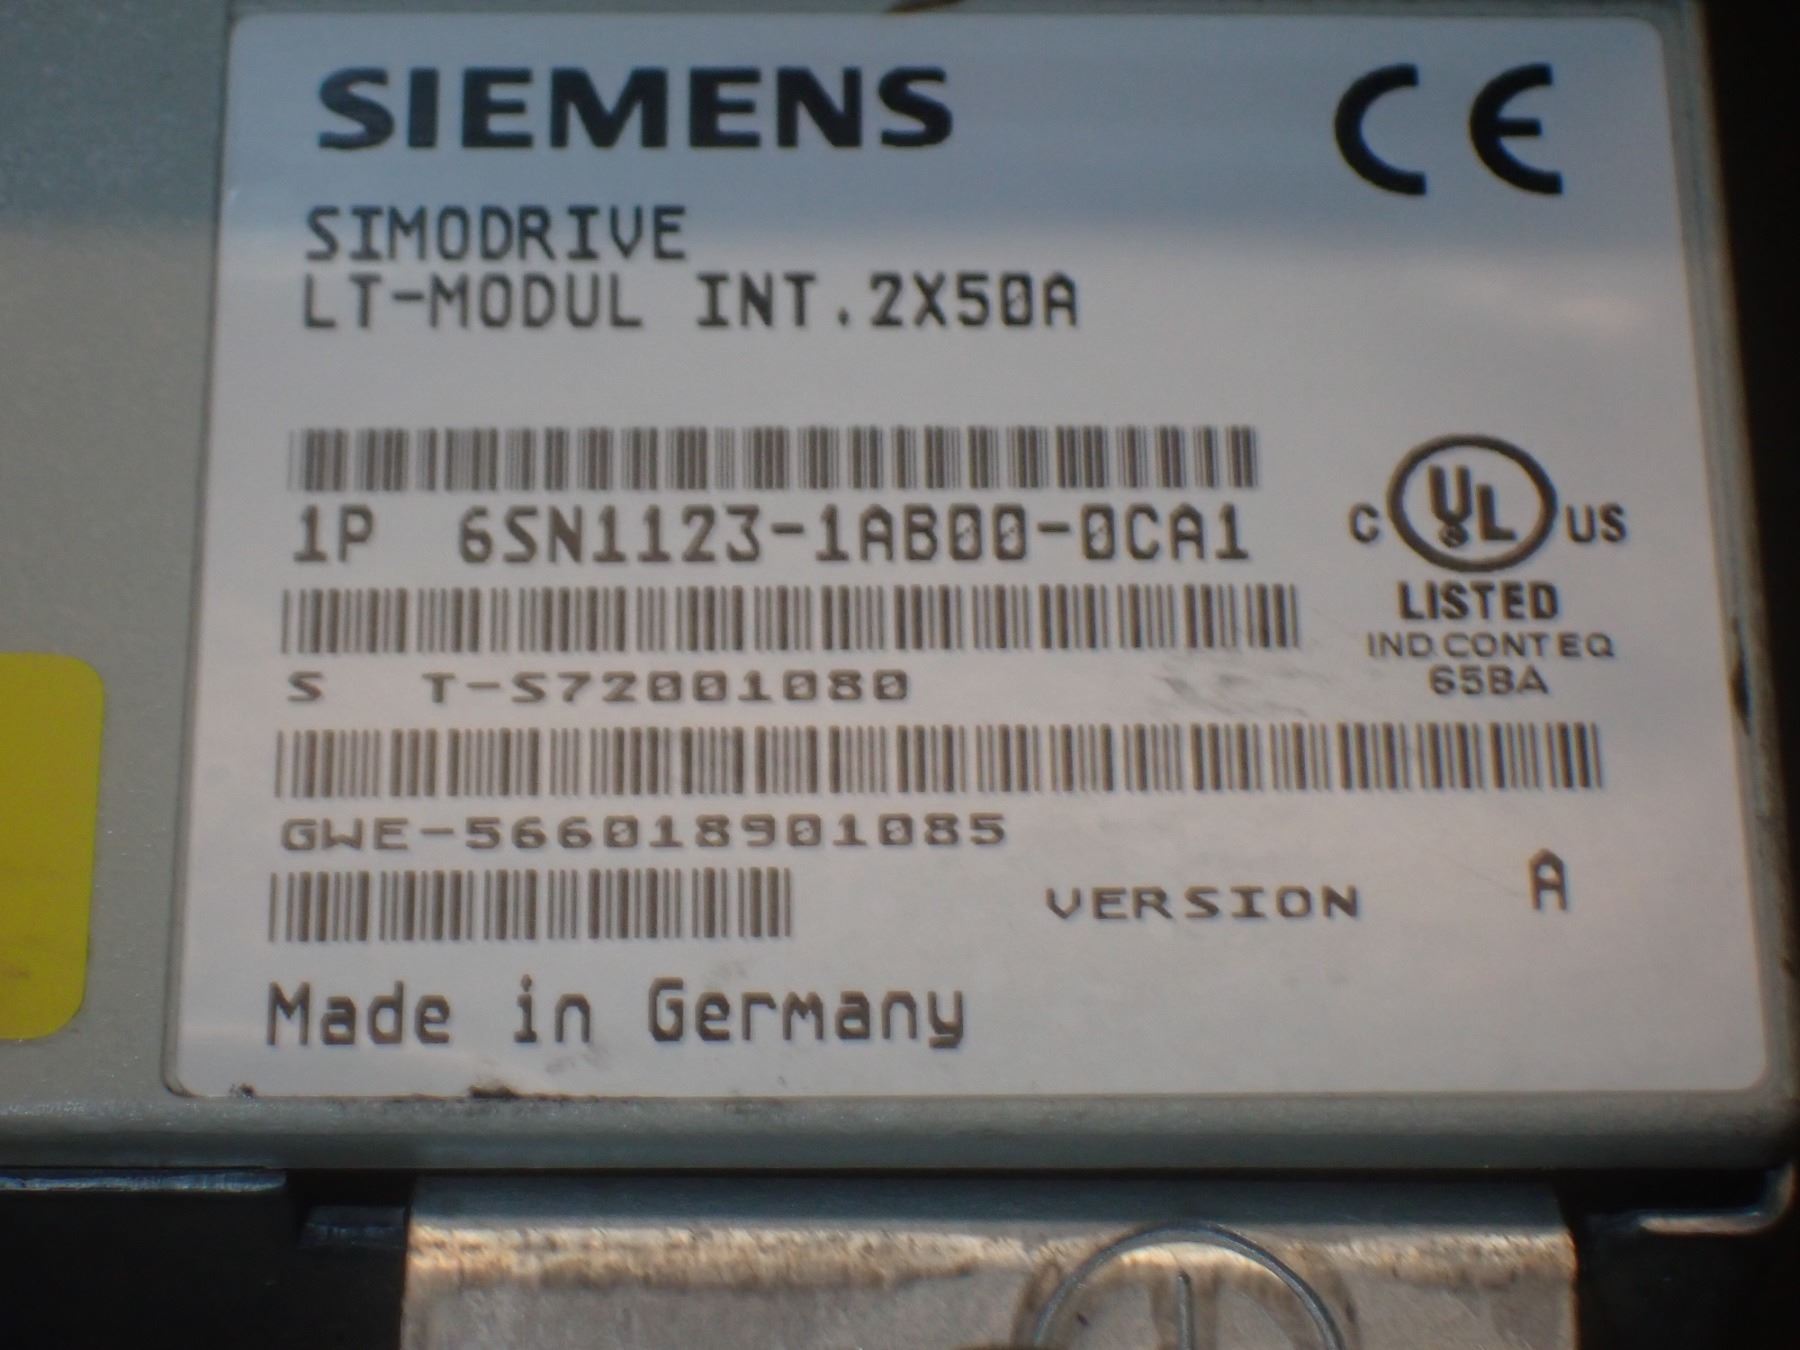 SIEMENS CE
SIMODRIVE
LT-MODUL INT.2X50A
1P 6SN1123-1AB00-0CA1
C UL US
LISTED
IND.CONT EQ
65BA
S T-S72001080
GWE-566018901085
VERSION A
Made in Germany